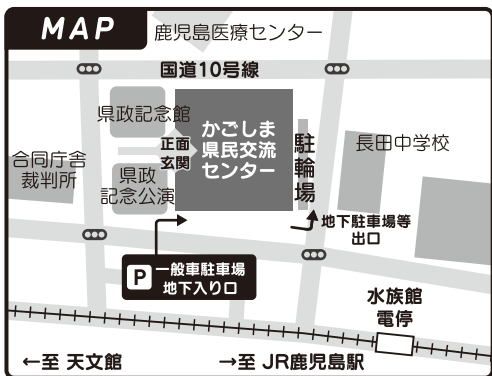 MAP
鹿児島医療センター
国道10号線
県政記念館
かごしま
県民交流
センター
正面
玄関
駐輪場
長田中学校
合同庁舎
裁判所
県政
記念公演
地下駐車場等
出口
P 一般車駐車場
地下入り口
水族館
電停
←至 天文館
→至 JR鹿児島駅